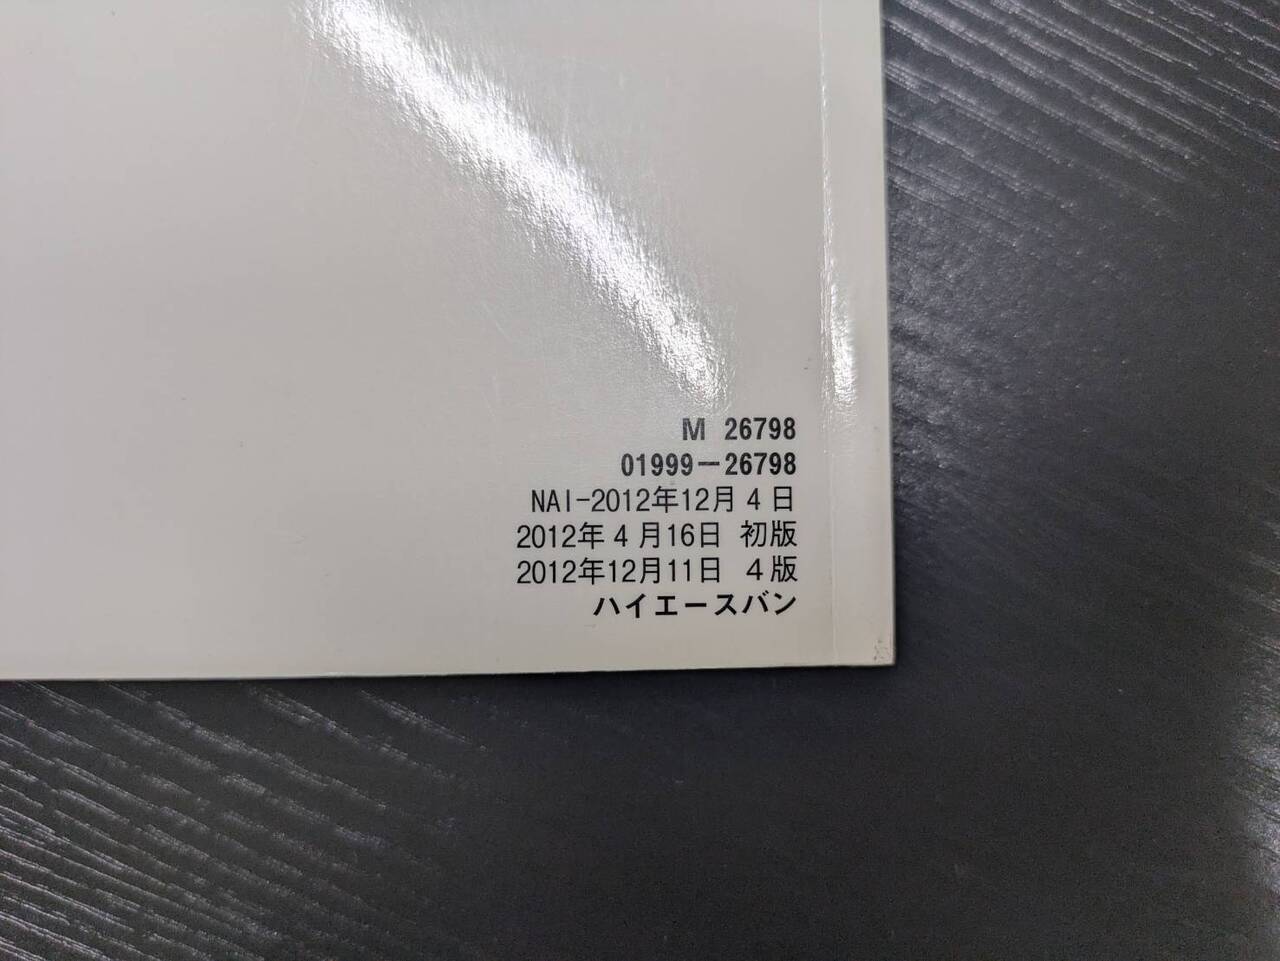 M 26798
01999-26798
NAI-2012年12月4日
2012年4月16日 初版
2012年12月11日 4版
ハイエースバン